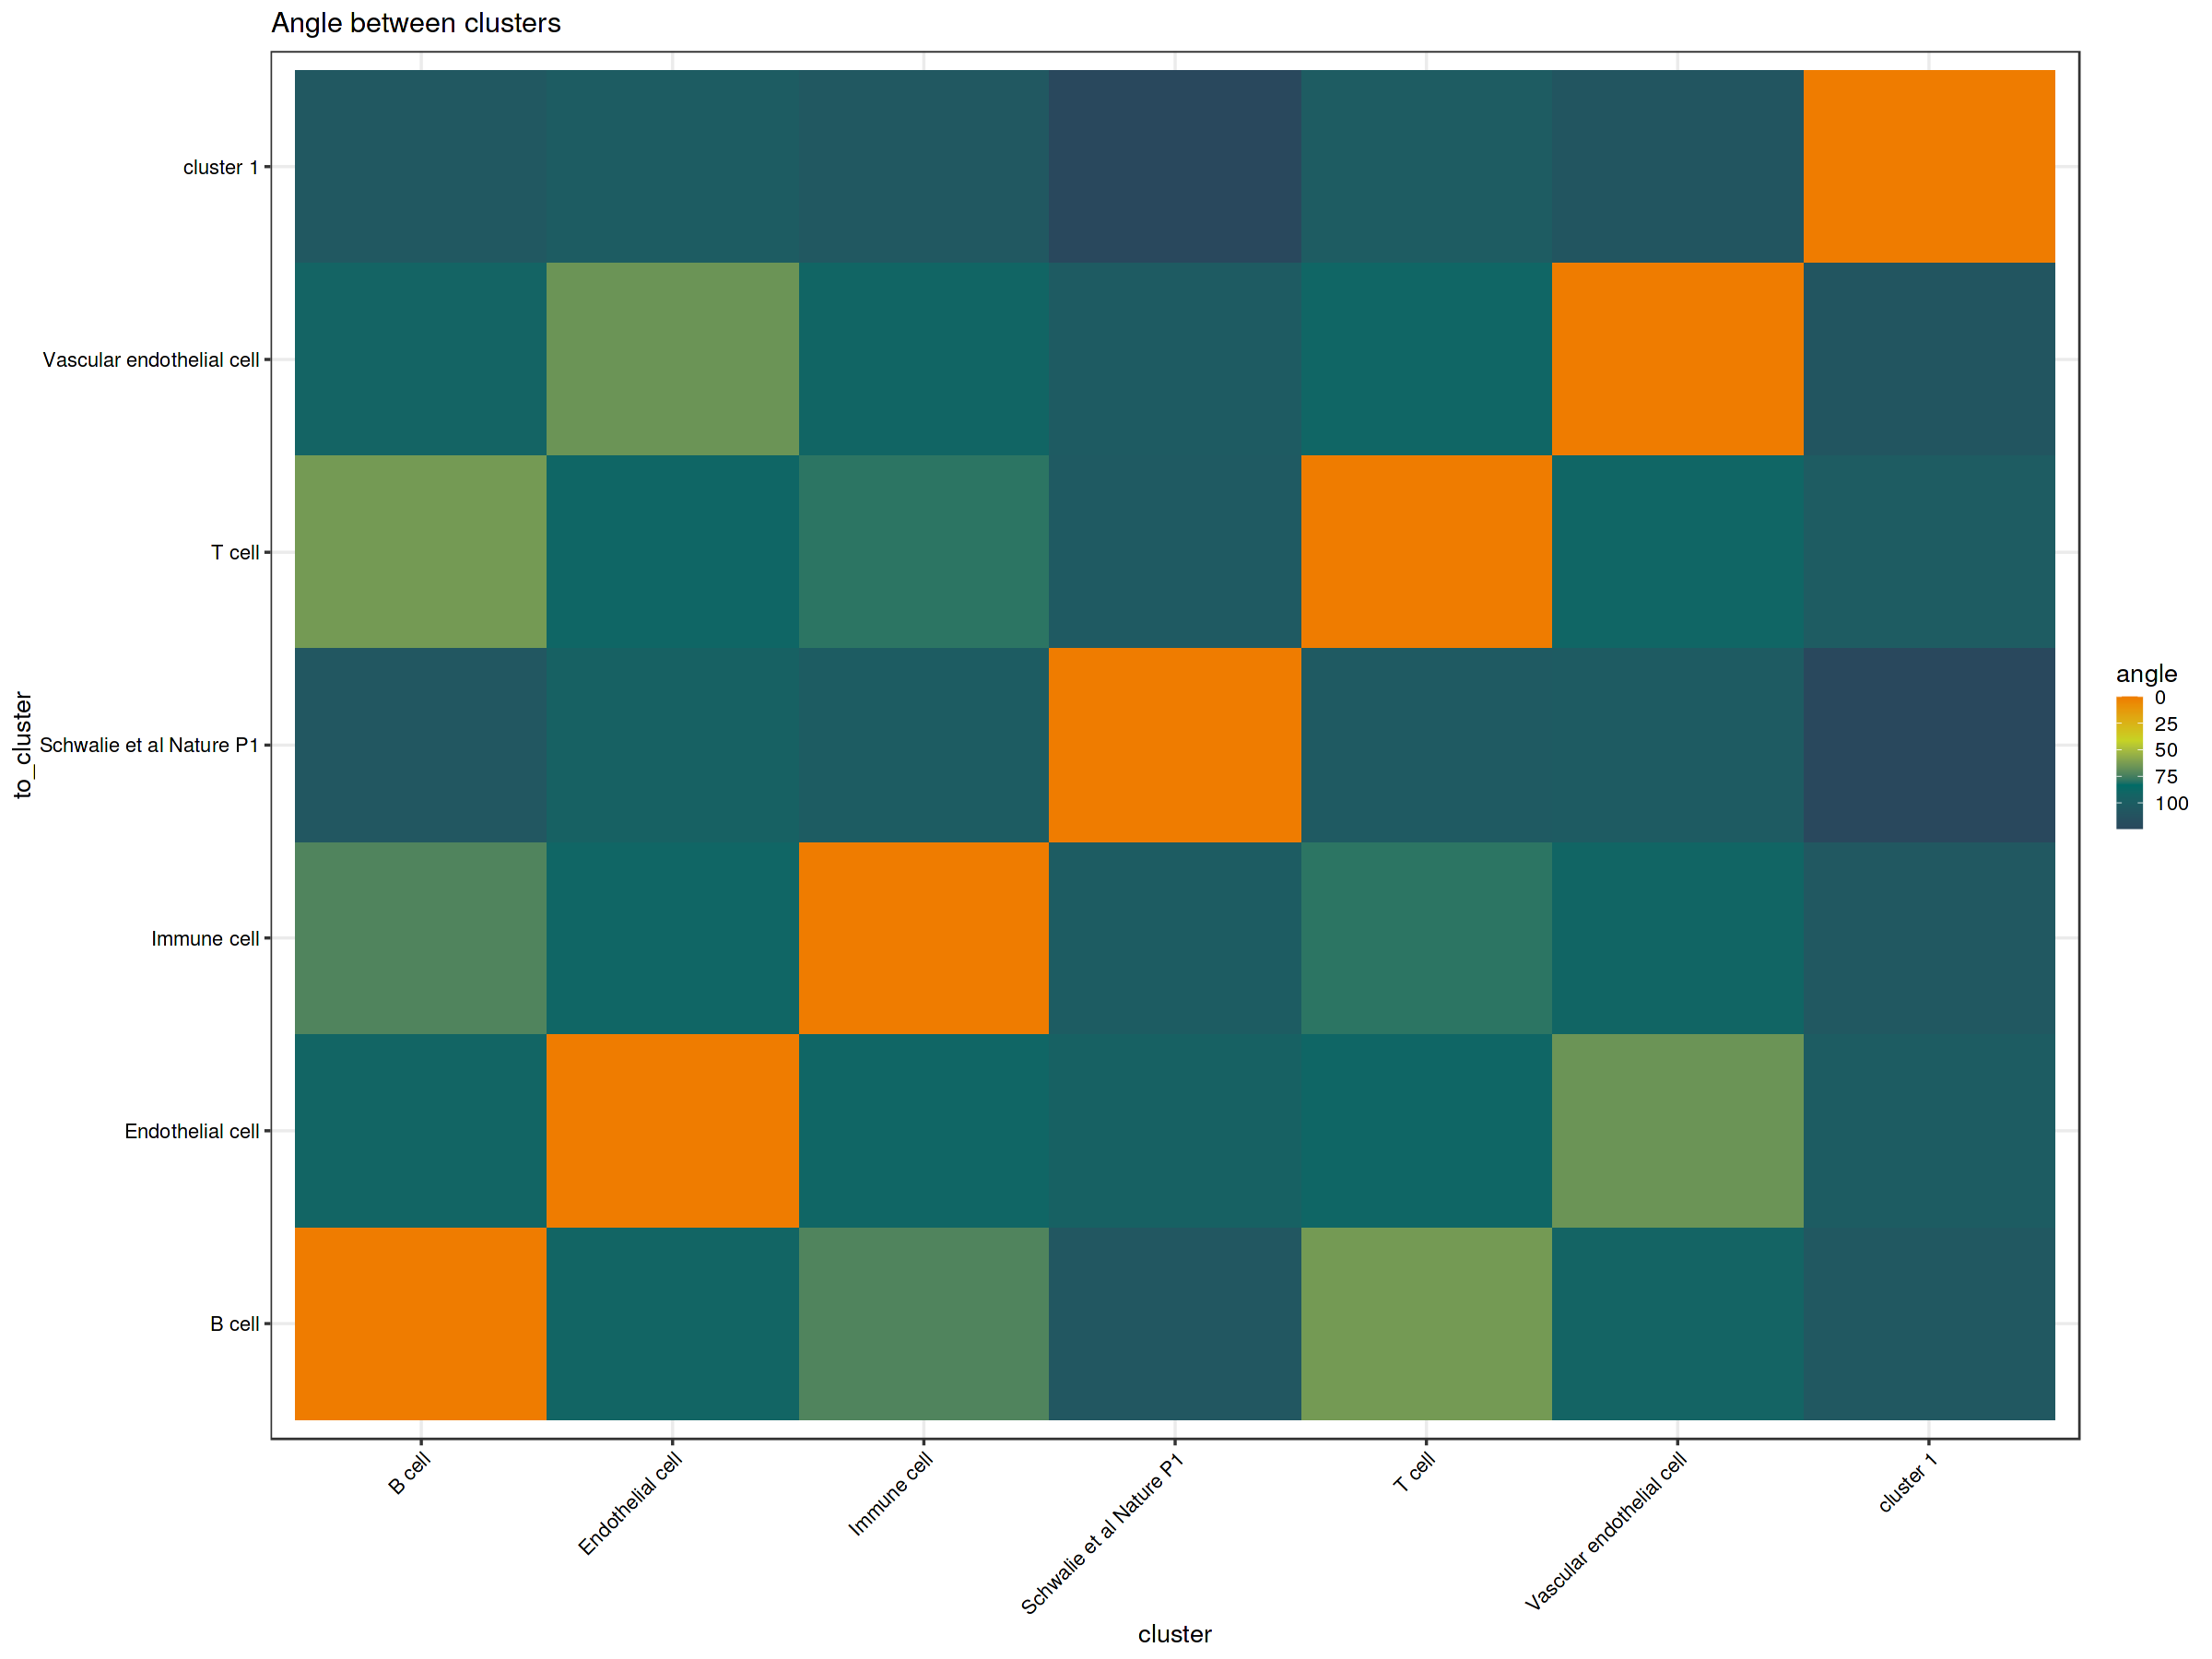 Angle between clusters
cluster 1
Vascular endothelial cell
T cell
Schwalie et al Nature P1
Immune cell
Endothelial cell
B cell
to_cluster
B cell
Endothelial cell
Immune cell
Schwalie et al Nature P1
T cell
Vascular endothelial cell
cluster 1
cluster
angle
0
25
50
75
100